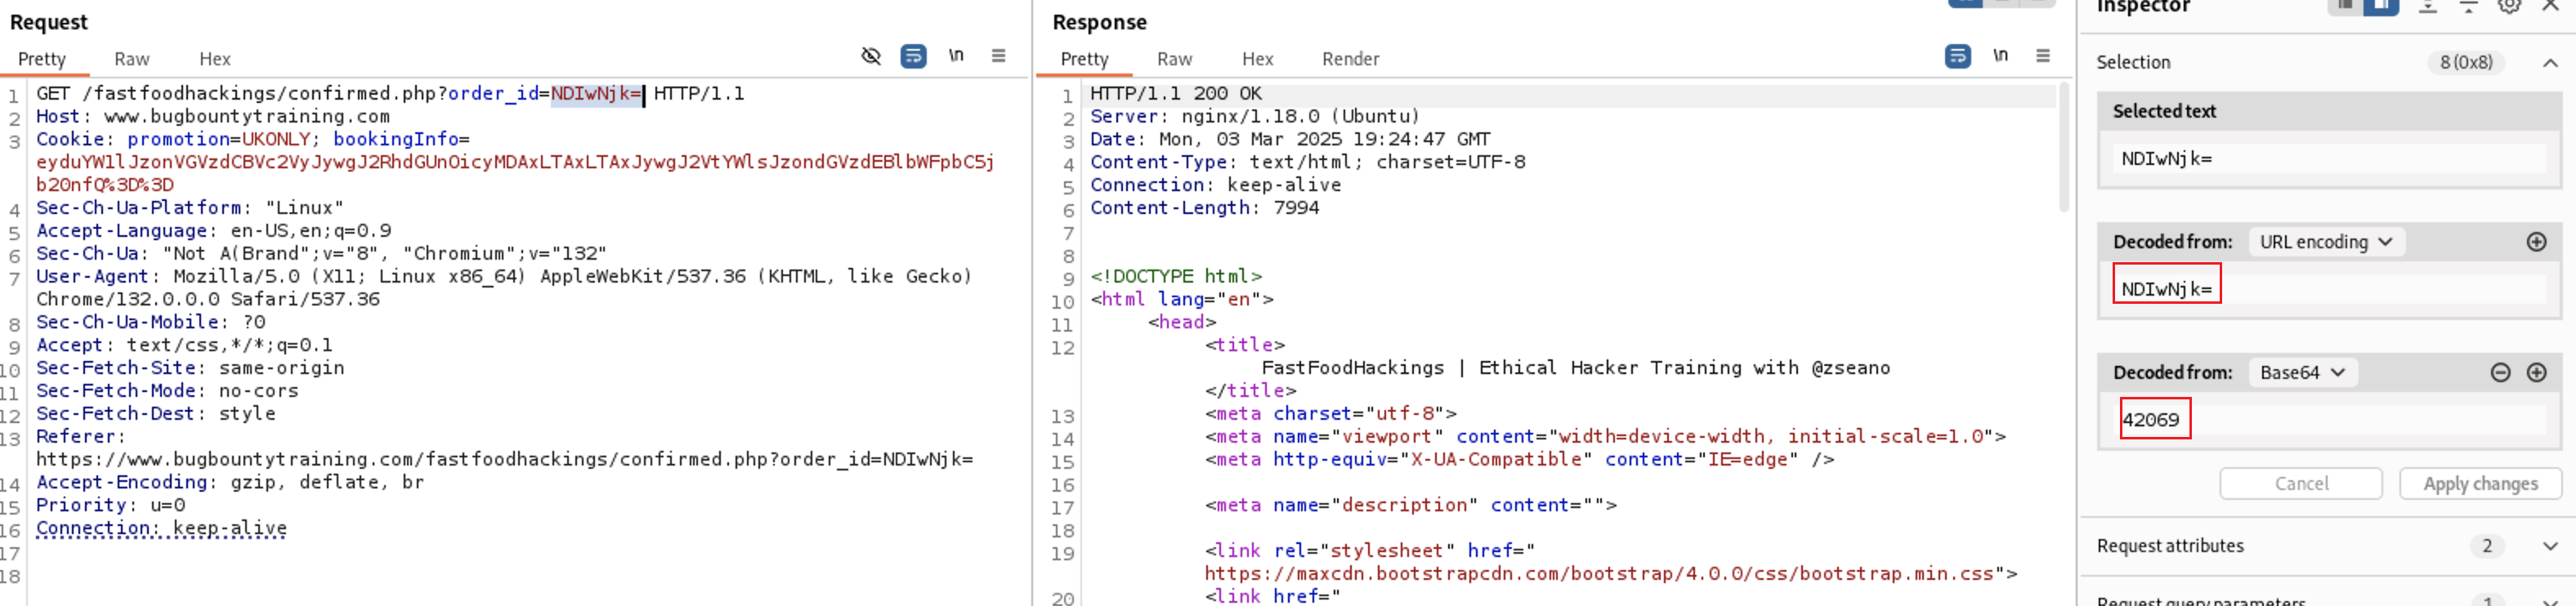 Request
Pretty Raw Hex \n
1 GET /fastfoodhackings/confirmed.php?order_id=NDIwNjk= HTTP/1.1
2 Host: www.bugbountytraining.com
3 Cookie: promotion=UKONLY; bookingInfo=
eyduYW1lJzonVGVzdCBVc2VyJywgJ2RhdGUnOicyMDAxLTAxLTAxJywgJ2VtYWlsJzondGVzdEBlbWFpbC5j
b20nfQ%3D%3D
4 Sec-Ch-Ua-Platform: "Linux"
5 Accept-Language: en-US,en;q=0.9
6 Sec-Ch-Ua: "Not A(Brand";v="8", "Chromium";v="132"
7 User-Agent: Mozilla/5.0 (X11; Linux x86_64) AppleWebKit/537.36 (KHTML, like Gecko)
Chrome/132.0.0.0 Safari/537.36
8 Sec-Ch-Ua-Mobile: ?0
9 Accept: text/css,*/*;q=0.1
10 Sec-Fetch-Site: same-origin
11 Sec-Fetch-Mode: no-cors
12 Sec-Fetch-Dest: style
13 Referer:
https://www.bugbountytraining.com/fastfoodhackings/confirmed.php?order_id=NDIwNjk=
14 Accept-Encoding: gzip, deflate, br
15 Priority: u=0
16 Connection: keep-alive
17
18
Response
Pretty Raw Hex Render \n
1 HTTP/1.1 200 OK
2 Server: nginx/1.18.0 (Ubuntu)
3 Date: Mon, 03 Mar 2025 19:24:47 GMT
4 Content-Type: text/html; charset=UTF-8
5 Connection: keep-alive
6 Content-Length: 7994
7
8
9 <!DOCTYPE html>
10 <html lang="en">
11 <head>
12 <title>
FastFoodHackings | Ethical Hacker Training with @zseano
</title>
13 <meta charset="utf-8">
14 <meta name="viewport" content="width=device-width, initial-scale=1.0">
15 <meta http-equiv="X-UA-Compatible" content="IE=edge" />
16
17 <meta name="description" content="">
18
19 <link rel="stylesheet" href="
https://maxcdn.bootstrapcdn.com/bootstrap/4.0.0/css/bootstrap.min.css">
20 <link href="
Inspector
Selection 8 (0x8)
Selected text
NDIwNjk=
Decoded from: URL encoding
NDIwNjk=
Decoded from: Base64
42069
Cancel Apply changes
Request attributes 2
Request query parameters 1